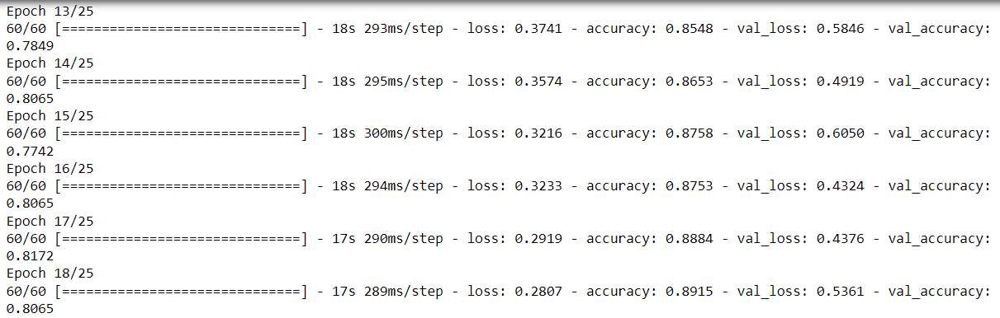 Epoch 13/25
60/60 [==============================] - 18s 293ms/step - loss: 0.3741 - accuracy: 0.8548 - val_loss: 0.5846 - val_accuracy:
0.7849
Epoch 14/25
60/60 [==============================] - 18s 295ms/step - loss: 0.3574 - accuracy: 0.8653 - val_loss: 0.4919 - val_accuracy:
0.8065
Epoch 15/25
60/60 [==============================] - 18s 300ms/step - loss: 0.3216 - accuracy: 0.8758 - val_loss: 0.6050 - val_accuracy:
0.7742
Epoch 16/25
60/60 [==============================] - 18s 294ms/step - loss: 0.3233 - accuracy: 0.8753 - val_loss: 0.4324 - val_accuracy:
0.8065
Epoch 17/25
60/60 [==============================] - 17s 290ms/step - loss: 0.2919 - accuracy: 0.8884 - val_loss: 0.4376 - val_accuracy:
0.8172
Epoch 18/25
60/60 [==============================] - 17s 289ms/step - loss: 0.2807 - accuracy: 0.8915 - val_loss: 0.5361 - val_accuracy:
0.8065